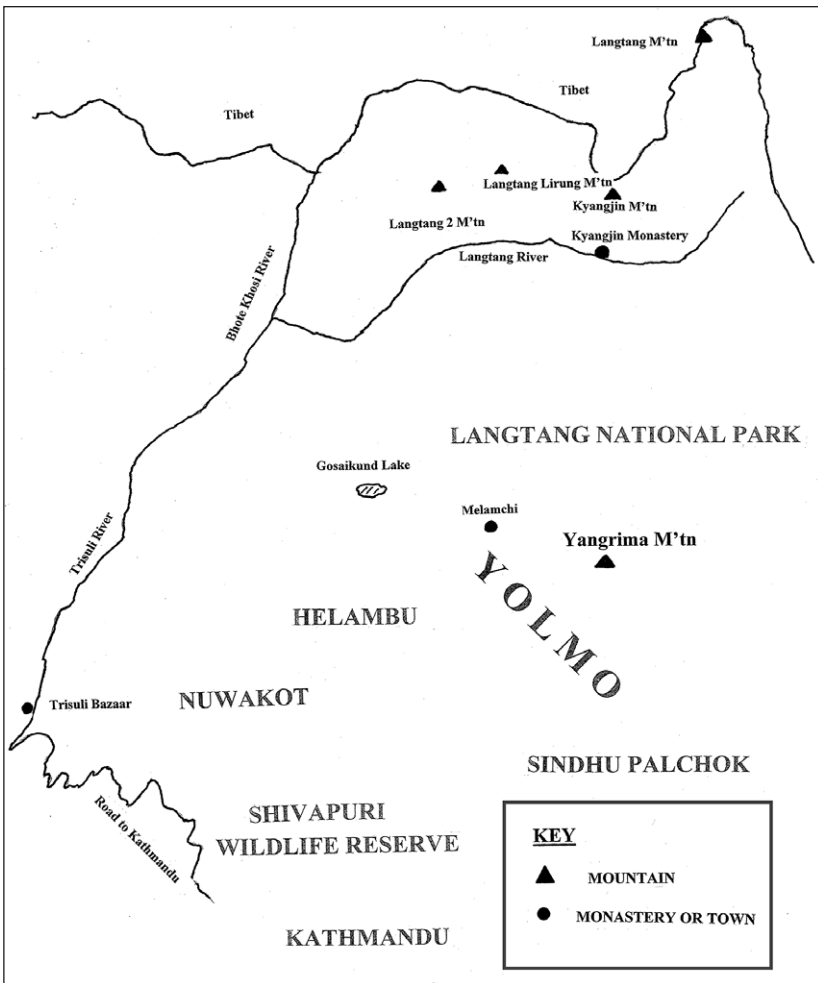 Langtang M'tn
Tibet
Tibet
Langtang Lirung M'tn
Kyangjin M'tn
Langtang 2 M'tn
Kyangjin Monastery
Langtang River
Bhote Khosi River
LANGTANG NATIONAL PARK
Gosaikund Lake
Melamchi
Yangrima M'tn
Trisuli River
YOLMO
HELAMBU
NUWAKOT
Trisuli Bazaar
SINDHU PALCHOK
Road to Kathmandu
SHIVAPURI
WILDLIFE RESERVE
KATHMANDU
KEY
MOUNTAIN
MONASTERY OR TOWN